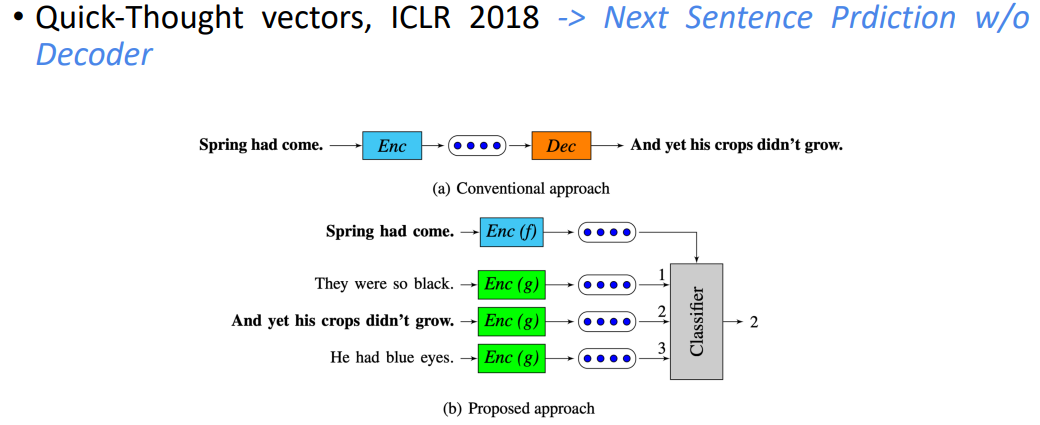 • Quick-Thought vectors, ICLR 2018 -> Next Sentence Prdiction w/o
Decoder
Spring had come. Enc Dec And yet his crops didn't grow.
(a) Conventional approach
Spring had come. Enc (f)
They were so black. Enc (g) 1
And yet his crops didn't grow. Enc (g) 2 Classifier 2
He had blue eyes. Enc (g) 3
(b) Proposed approach